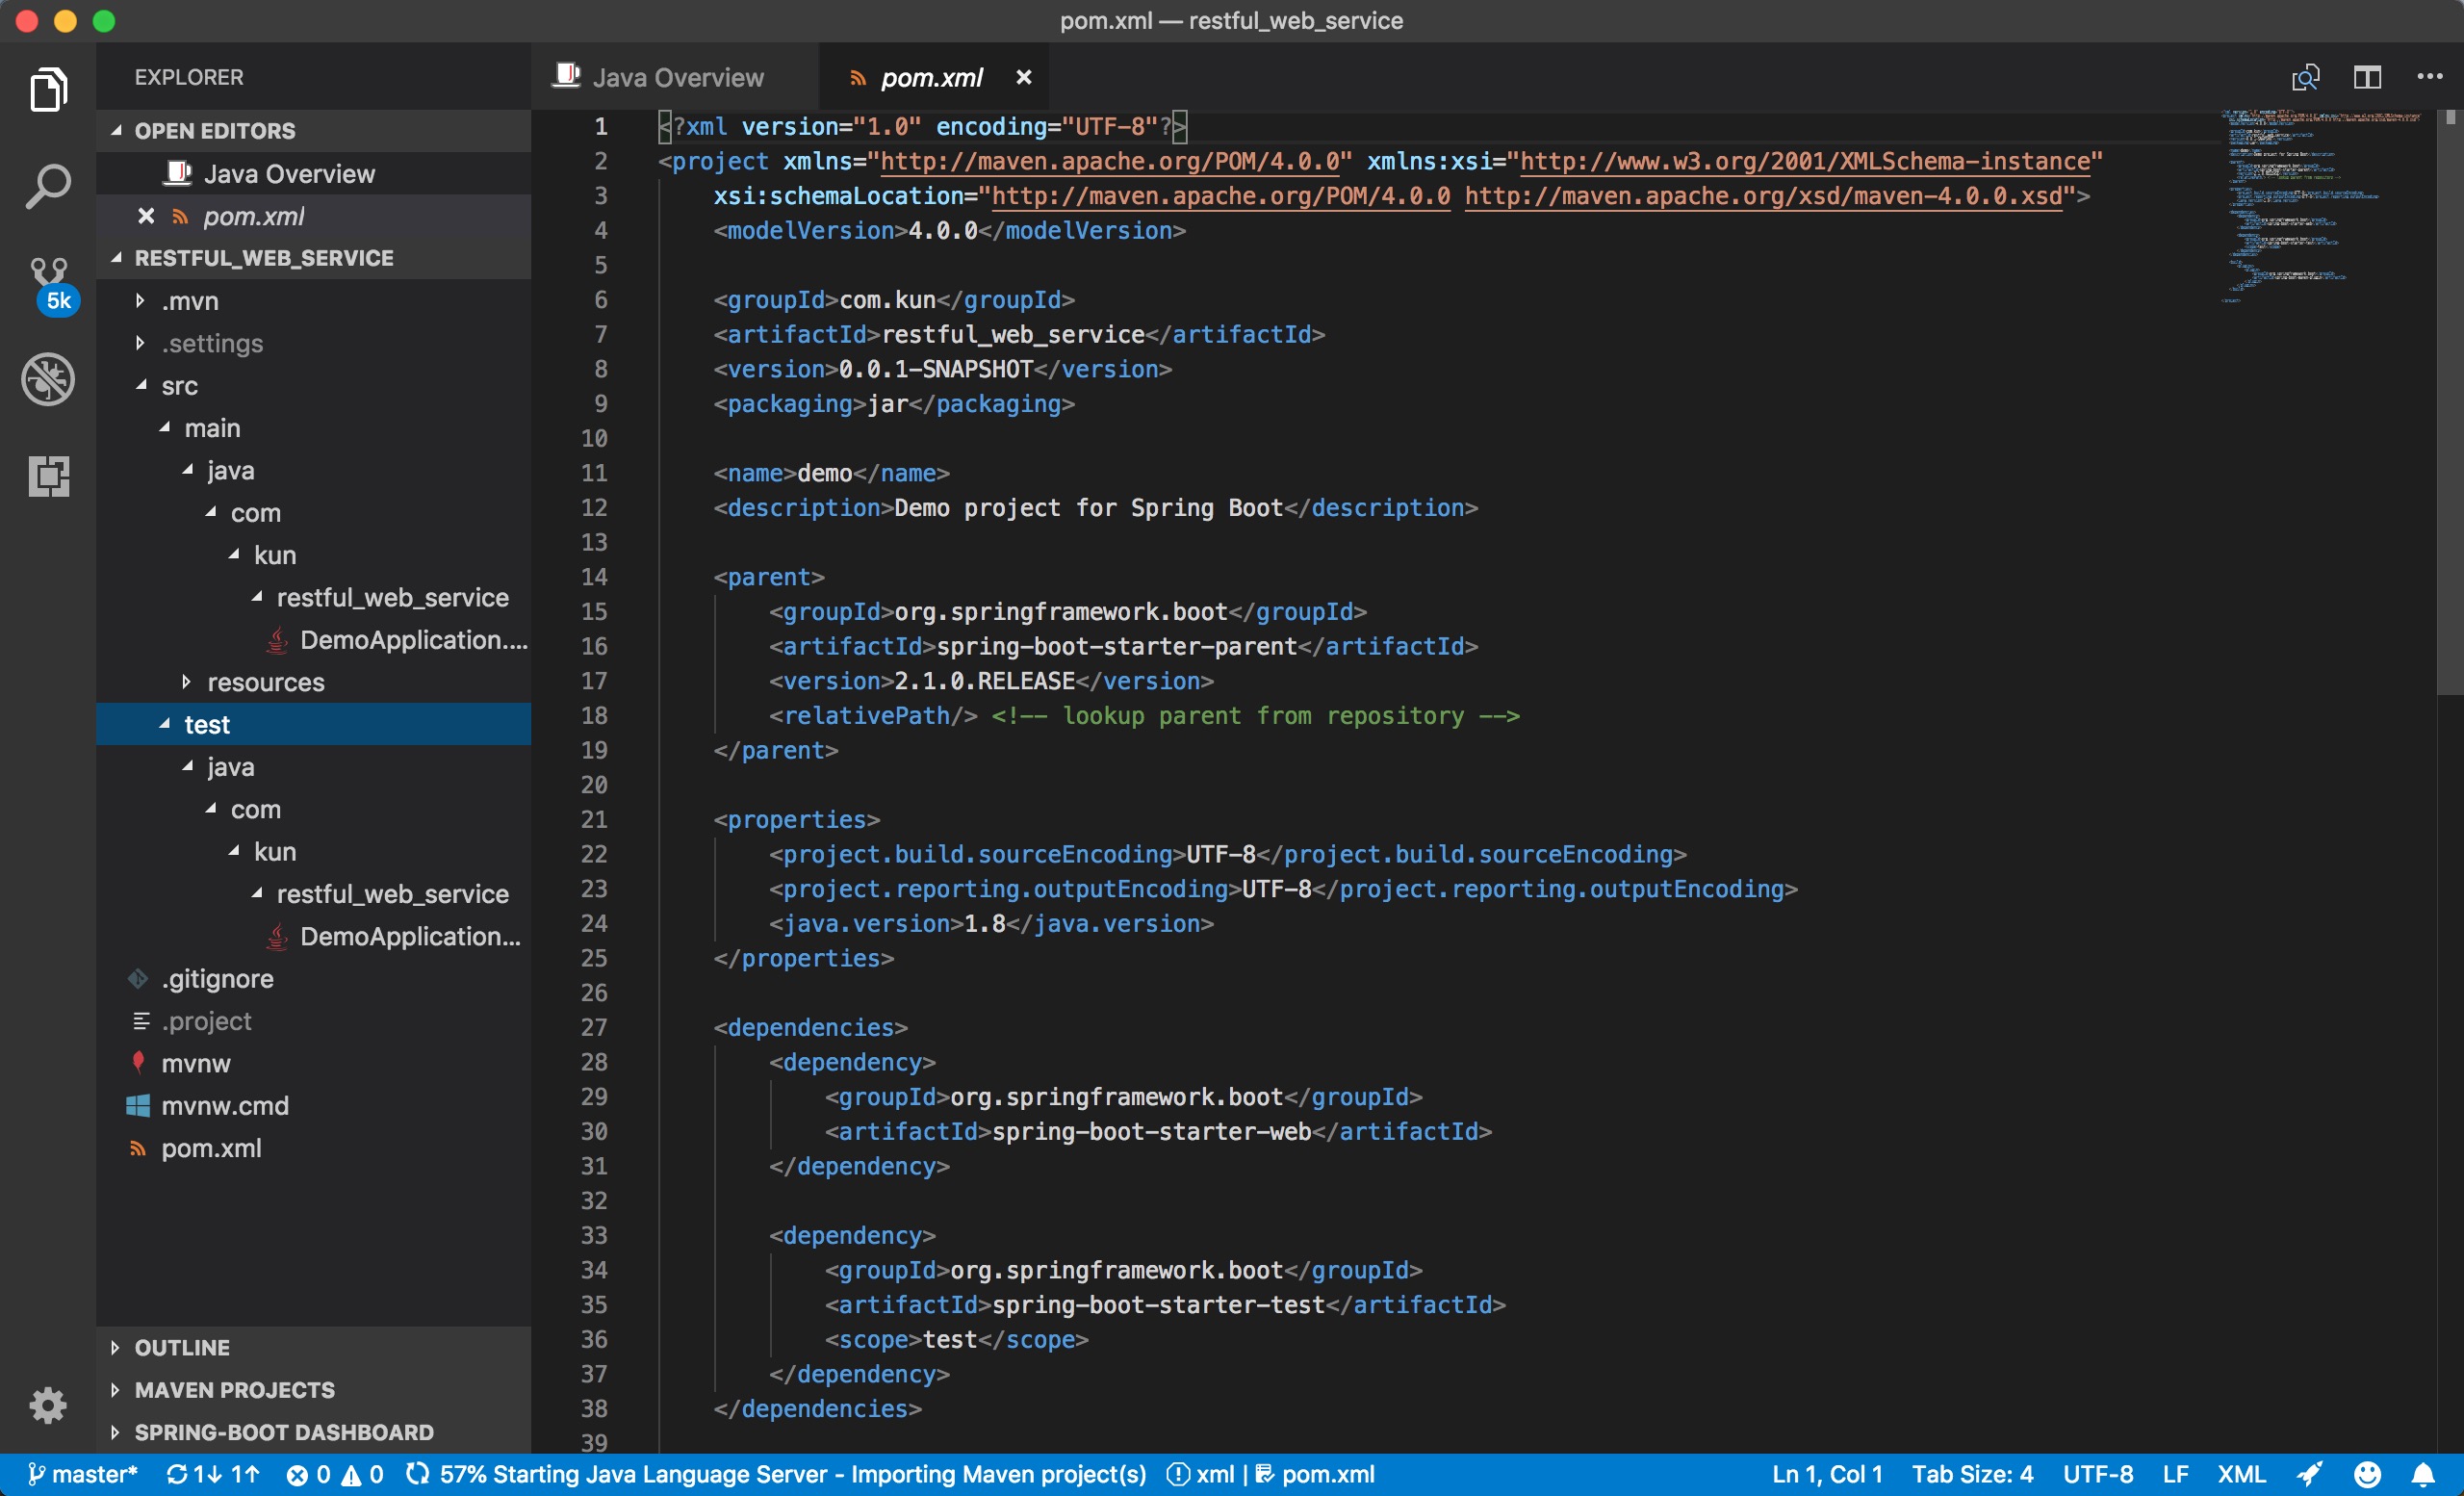 pom.xml — restful_web_service
EXPLORER
OPEN EDITORS
Java Overview
pom.xml
RESTFUL_WEB_SERVICE
.mvn
.settings
src
main
java
com
kun
restful_web_service
DemoApplication....
resources
test
java
com
kun
restful_web_service
DemoApplication...
.gitignore
.project
mvnw
mvnw.cmd
pom.xml
OUTLINE
MAVEN PROJECTS
SPRING-BOOT DASHBOARD
5k
Java Overview
pom.xml
1 <?xml version="1.0" encoding="UTF-8"?>
2 <project xmlns="http://maven.apache.org/POM/4.0.0" xmlns:xsi="http://www.w3.org/2001/XMLSchema-instance"
3 xsi:schemaLocation="http://maven.apache.org/POM/4.0.0 http://maven.apache.org/xsd/maven-4.0.0.xsd">
4 <modelVersion>4.0.0</modelVersion>
5
6 <groupId>com.kun</groupId>
7 <artifactId>restful_web_service</artifactId>
8 <version>0.0.1-SNAPSHOT</version>
9 <packaging>jar</packaging>
10
11 <name>demo</name>
12 <description>Demo project for Spring Boot</description>
13
14 <parent>
15 <groupId>org.springframework.boot</groupId>
16 <artifactId>spring-boot-starter-parent</artifactId>
17 <version>2.1.0.RELEASE</version>
18 <relativePath/> <!-- lookup parent from repository -->
19 </parent>
20
21 <properties>
22 <project.build.sourceEncoding>UTF-8</project.build.sourceEncoding>
23 <project.reporting.outputEncoding>UTF-8</project.reporting.outputEncoding>
24 <java.version>1.8</java.version>
25 </properties>
26
27 <dependencies>
28 <dependency>
29 <groupId>org.springframework.boot</groupId>
30 <artifactId>spring-boot-starter-web</artifactId>
31 </dependency>
32
33 <dependency>
34 <groupId>org.springframework.boot</groupId>
35 <artifactId>spring-boot-starter-test</artifactId>
36 <scope>test</scope>
37 </dependency>
38 </dependencies>
39
master* 1↓ 1↑ 0 0 57% Starting Java Language Server - Importing Maven project(s) xml | pom.xml Ln 1, Col 1 Tab Size: 4 UTF-8 LF XML